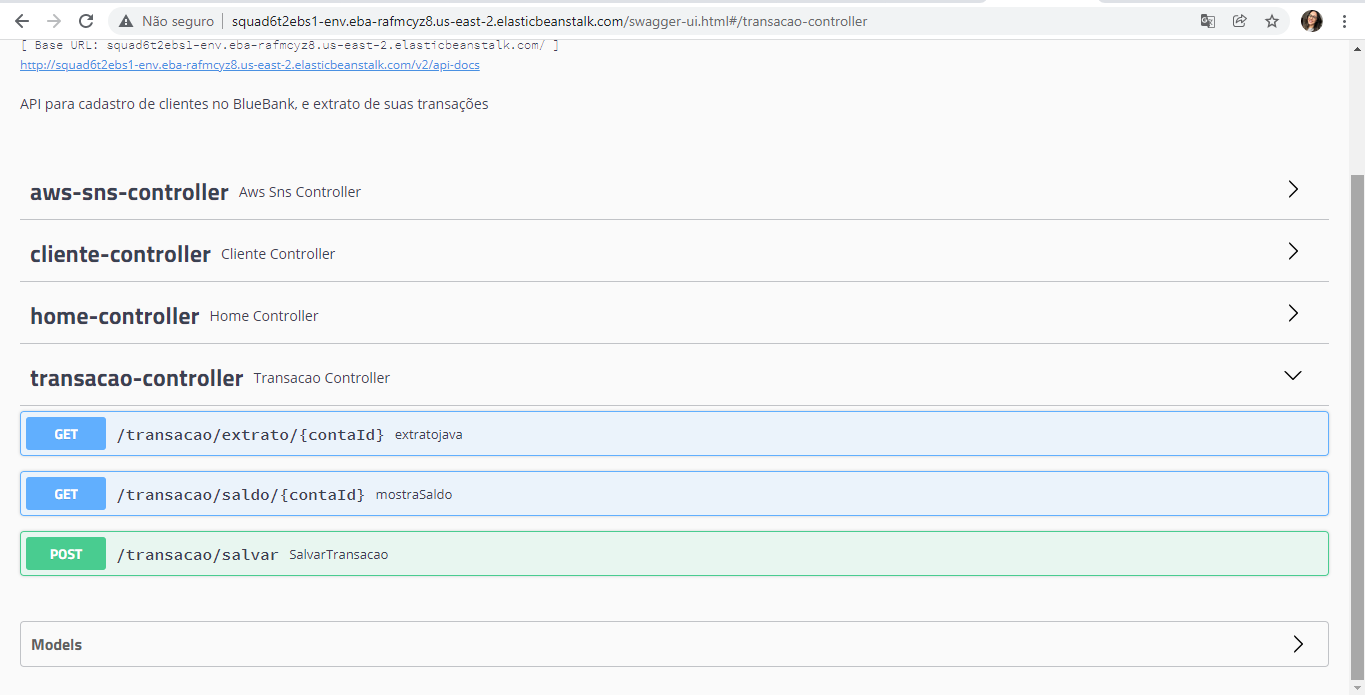 Não seguro squad6t2ebs1-env.eba-rafmcyz8.us-east-2.elasticbeanstalk.com/swagger-ui.html#/transacao-controller
[ Base URL: squad6t2ebs1-env.eba-rafmcyz8.us-east-2.elasticbeanstalk.com/ ]
http://squad6t2ebs1-env.eba-rafmcyz8.us-east-2.elasticbeanstalk.com/v2/api-docs
API para cadastro de clientes no BlueBank, e extrato de suas transações
aws-sns-controller Aws Sns Controller
cliente-controller Cliente Controller
home-controller Home Controller
transacao-controller Transacao Controller
GET /transacao/extrato/{contaId} extratojava
GET /transacao/saldo/{contaId} mostraSaldo
POST /transacao/salvar SalvarTransacao
Models